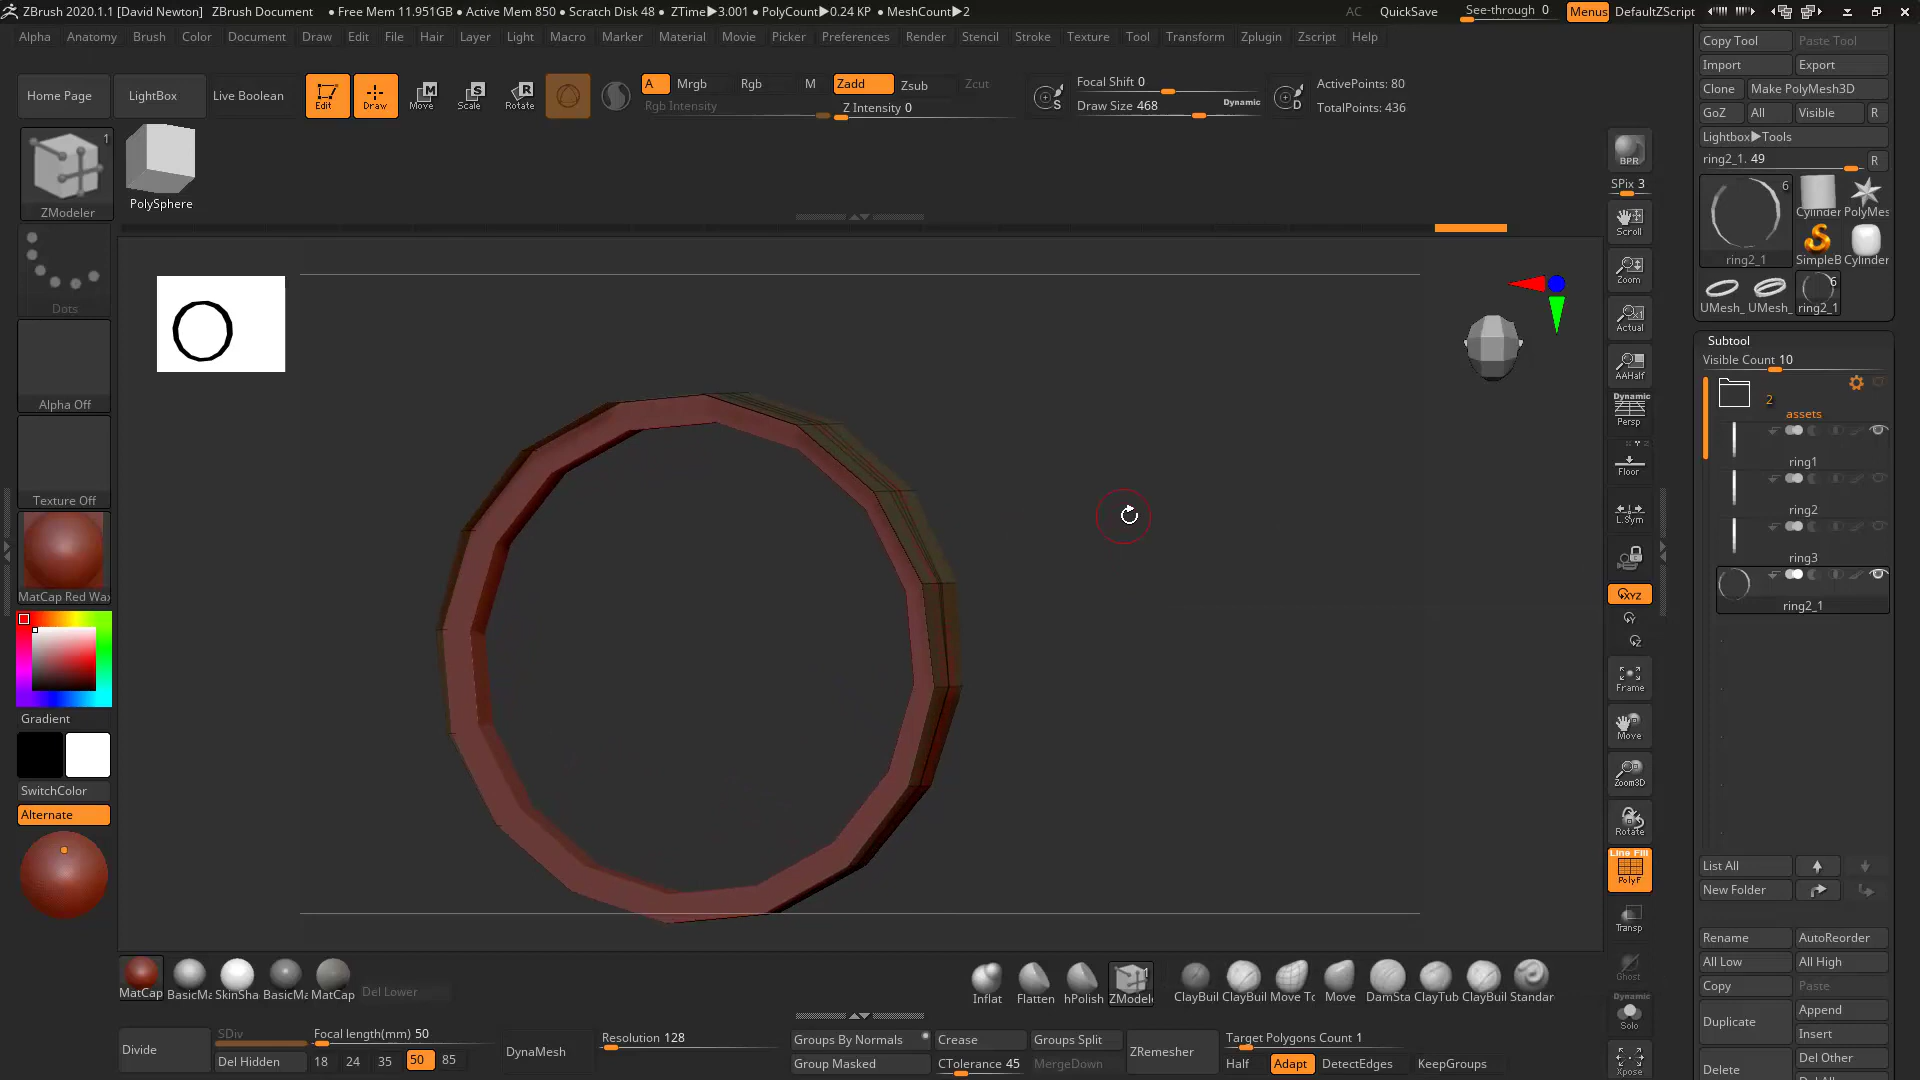 ZBrush 2020.1.1 [David Newton] ZBrush Document • Free Mem 11.951GB • Active Mem 850 • Scratch Disk 48 • ZTime▶3.001 • PolyCount▶0.24 KP • MeshCount▶2 AC QuickSave See-through 0 Menus DefaultZScript
Alpha Anatomy Brush Color Document Draw Edit File Hair Layer Light Macro Marker Material Movie Picker Preferences Render Stencil Stroke Texture Tool Transform Zplugin Zscript Help
Home Page LightBox Live Boolean Edit Draw Move Scale Rotate
A Mrgb Rgb M Zadd Zsub Zcut
Rgb Intensity Z Intensity 0
Focal Shift 0
Draw Size 468 Dynamic
ActivePoints: 80
TotalPoints: 436
1
ZModeler
PolySphere
Dots
Alpha Off
Texture Off
MatCap Red Wax
Gradient
SwitchColor
Alternate
BPR
SPix 3
Scroll
Zoom
Actual
AAHalf
Dynamic
Persp
Floor
L.Sym
XYZ
Y
Z
Frame
Move
Zoom3D
Rotate
Line Fill
PolyF
Transp
Ghost
Dynamic
Solo
Xpose
Copy Tool Paste Tool
Import Export
Clone Make PolyMesh3D
GoZ All Visible R
Lightbox▶Tools
ring2_1. 49 R
6
ring2_1
Cylinder PolyMes
SimpleB Cylinder
6
UMesh_ UMesh_ ring2_1
Subtool
Visible Count 10
2
assets
ring1
ring2
ring3
ring2_1
List All
New Folder
Rename AutoReorder
All Low All High
Copy Paste
Duplicate Append
Insert
Delete Del Other
MatCap BasicMa SkinSha BasicMa MatCap Del Lower
1
Inflat Flatten hPolish ZModele ClayBuil ClayBuil Move To Move DamSta ClayTub ClayBuil Standar
Divide SDiv
Del Hidden
Focal length(mm) 50
18 24 35 50 85
DynaMesh
Resolution 128
Groups By Normals Crease Groups Split
Group Masked CTolerance 45 MergeDown
ZRemesher
Target Polygons Count 1
Half Adapt DetectEdges KeepGroups